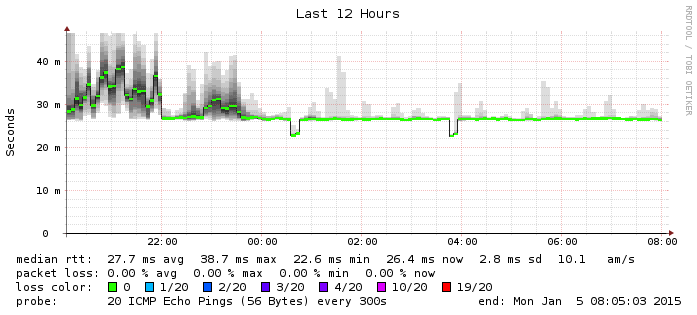 Last 12 Hours
RRDTOOL / TOBI OETIKER
Seconds
40 m
30 m
20 m
10 m
0
22:00 00:00 02:00 04:00 06:00 08:00
median rtt: 27.7 ms avg 38.7 ms max 22.6 ms min 26.4 ms now 2.8 ms sd 10.1 am/s
packet loss: 0.00 % avg 0.00 % max 0.00 % min 0.00 % now
loss color: 0 1/20 2/20 3/20 4/20 10/20 19/20
probe: 20 ICMP Echo Pings (56 Bytes) every 300s end: Mon Jan 5 08:05:03 2015